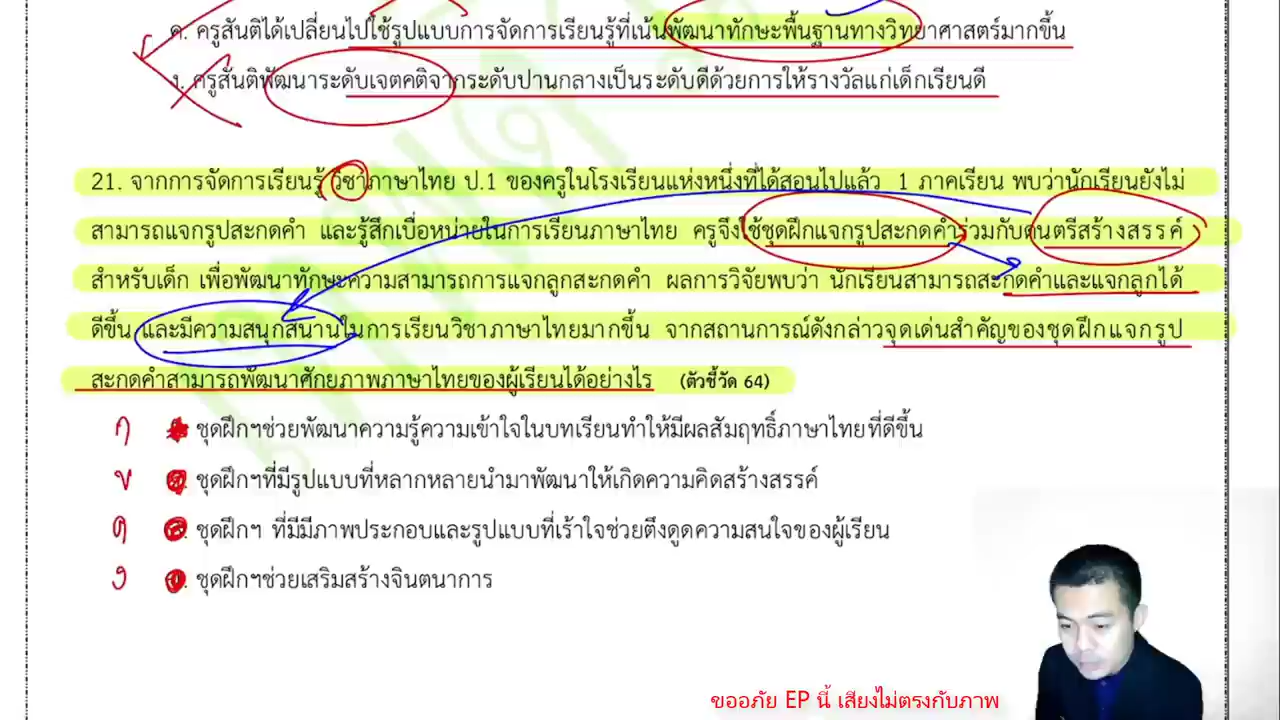 ค. ครูสันติได้เปลี่ยนไปใช้รูปแบบการจัดการเรียนรู้ที่เน้นพัฒนาทักษะพื้นฐานทางวิทยาศาสตร์มากขึ้น
ง. ครูสันติพัฒนาระดับเจตคติจากระดับปานกลางเป็นระดับดีด้วยการให้รางวัลแก่เด็กเรียนดี
21. จากการจัดการเรียนรู้ วิชาภาษาไทย ป.1 ของครูในโรงเรียนแห่งหนึ่งที่ได้สอนไปแล้ว 1 ภาคเรียน พบว่านักเรียนยังไม่
สามารถแจกรูปสะกดคำ และรู้สึกเบื่อหน่ายในการเรียนภาษาไทย ครูจึงใช้ชุดฝึกแจกรูปสะกดคำร่วมกับดนตรีสร้างสรรค์
สำหรับเด็ก เพื่อพัฒนาทักษะความสามารถการแจกลูกสะกดคำ ผลการวิจัยพบว่า นักเรียนสามารถสะกดคำและแจกลูกได้
ดีขึ้น และมีความสนุกสนานในการเรียนวิชาภาษาไทยมากขึ้น จากสถานการณ์ดังกล่าวจุดเด่นสำคัญของชุดฝึกแจกรูป
สะกดคำสามารถพัฒนาศักยภาพภาษาไทยของผู้เรียนได้อย่างไร (ตัวชี้วัด 64)
ก ชุดฝึกฯช่วยพัฒนาความรู้ความเข้าใจในบทเรียนทำให้มีผลสัมฤทธิ์ภาษาไทยที่ดีขึ้น
ข ชุดฝึกฯที่มีรูปแบบที่หลากหลายนำมาพัฒนาให้เกิดความคิดสร้างสรรค์
ค ชุดฝึกฯ ที่มีมีภาพประกอบและรูปแบบที่เร้าใจช่วยตึงดูดความสนใจของผู้เรียน
ง ชุดฝึกฯช่วยเสริมสร้างจินตนาการ
ขออภัย EP นี้ เสียงไม่ตรงกับภาพ